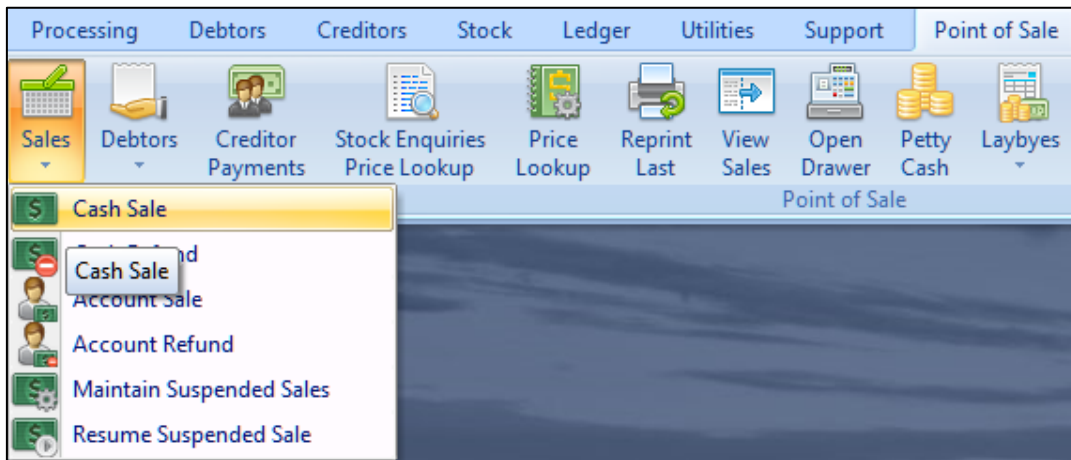 Processing Debtors Creditors Stock Ledger Utilities Support Point of Sale
Sales Debtors Creditor Payments Stock Enquiries Price Lookup Price Lookup Reprint Last View Sales Open Drawer Petty Cash Laybyes
Point of Sale
Cash Sale
nd
Cash Sale
Account Sale
Account Refund
Maintain Suspended Sales
Resume Suspended Sale